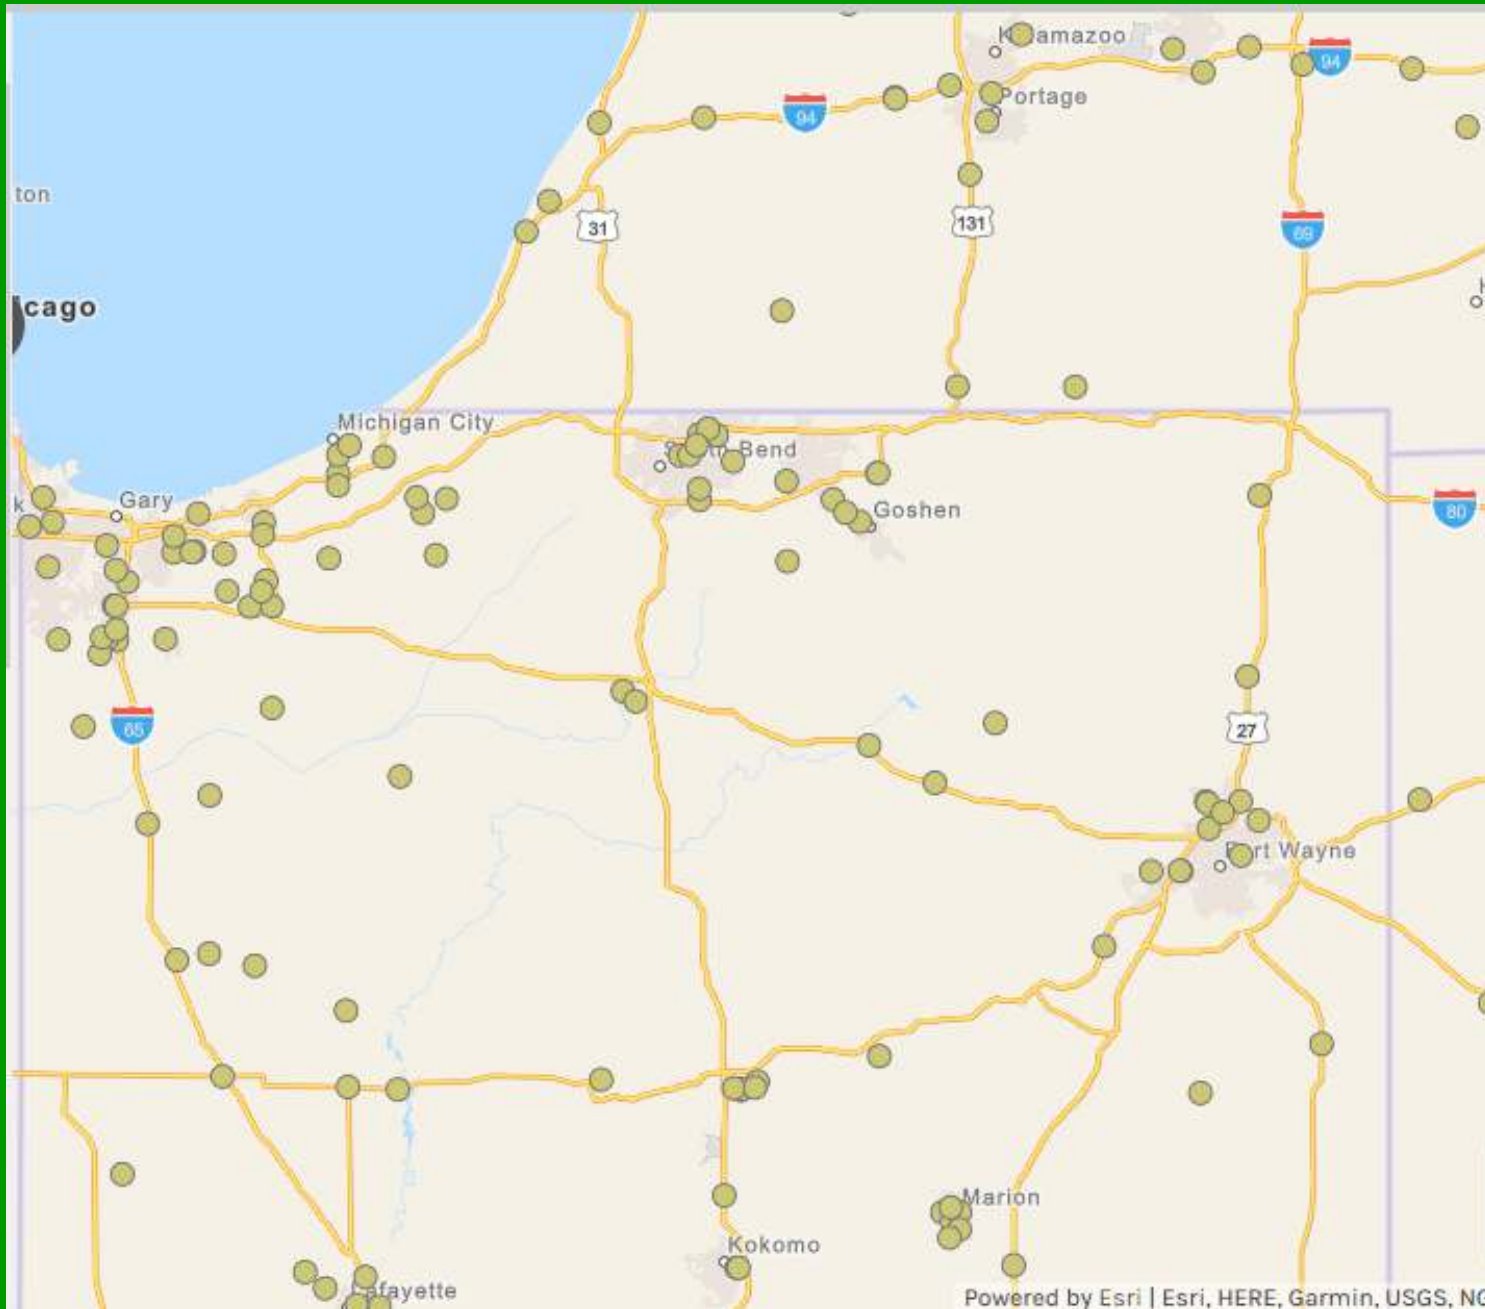 Kalamazoo
94
94
Portage
ton
31
131
69
cago
Michigan City
South Bend
Gary
k
Goshen
80
65
27
Fort Wayne
Marion
Kokomo
Lafayette
Powered by Esri | Esri, HERE, Garmin, USGS, NG